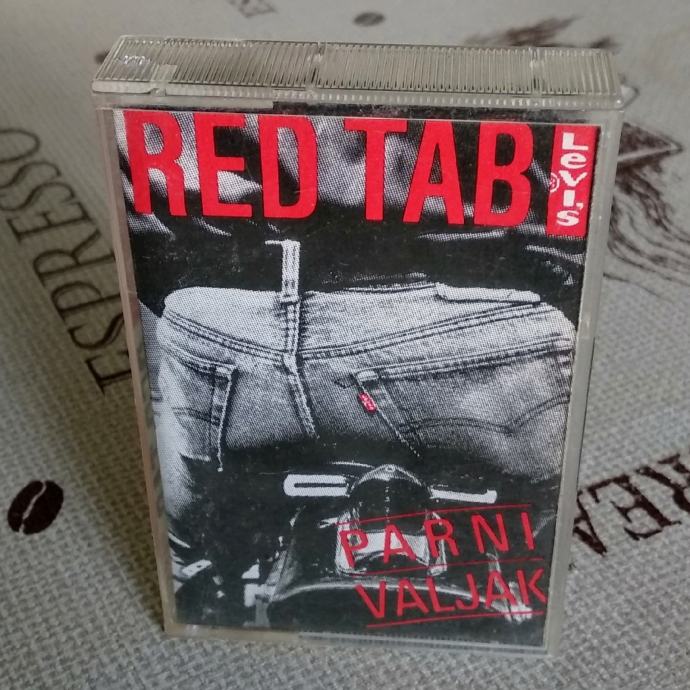 RED TAB
Levi's
®
PARNI
VALJAK
ESPRESSO